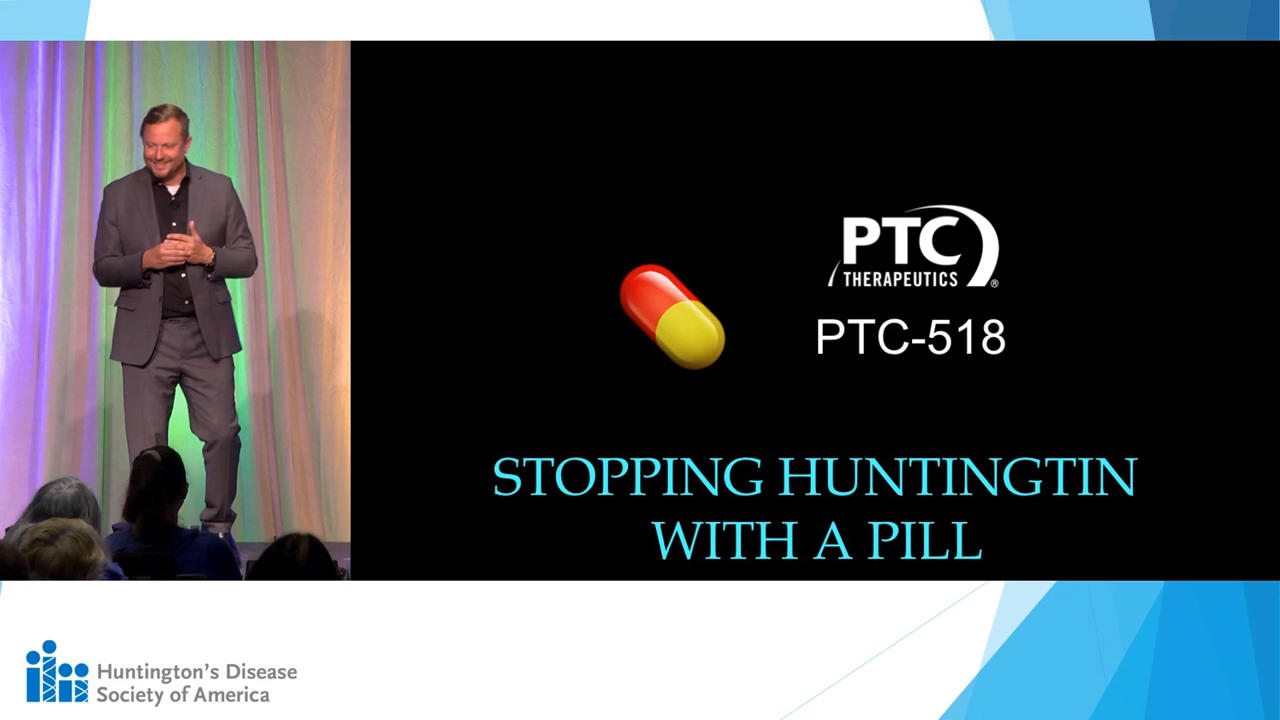 PTC
THERAPEUTICS®
PTC-518
STOPPING HUNTINGTIN
WITH A PILL
Huntington's Disease
Society of America